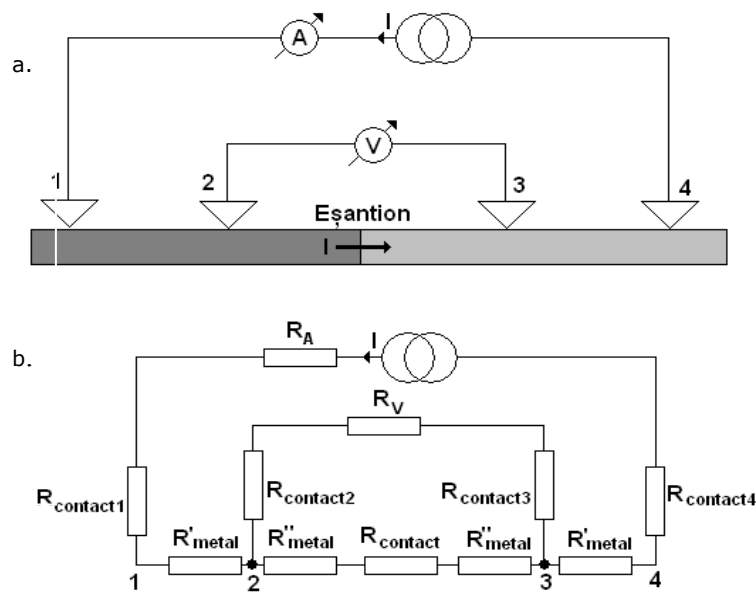 a.
A I
V
1 2 3 4
Eșantion
I
b.
R_A I
R_V
R_contact1 R_contact2 R_contact3 R_contact4
R'_metal R''_metal R_contact R''_metal R'_metal
1 2 3 4